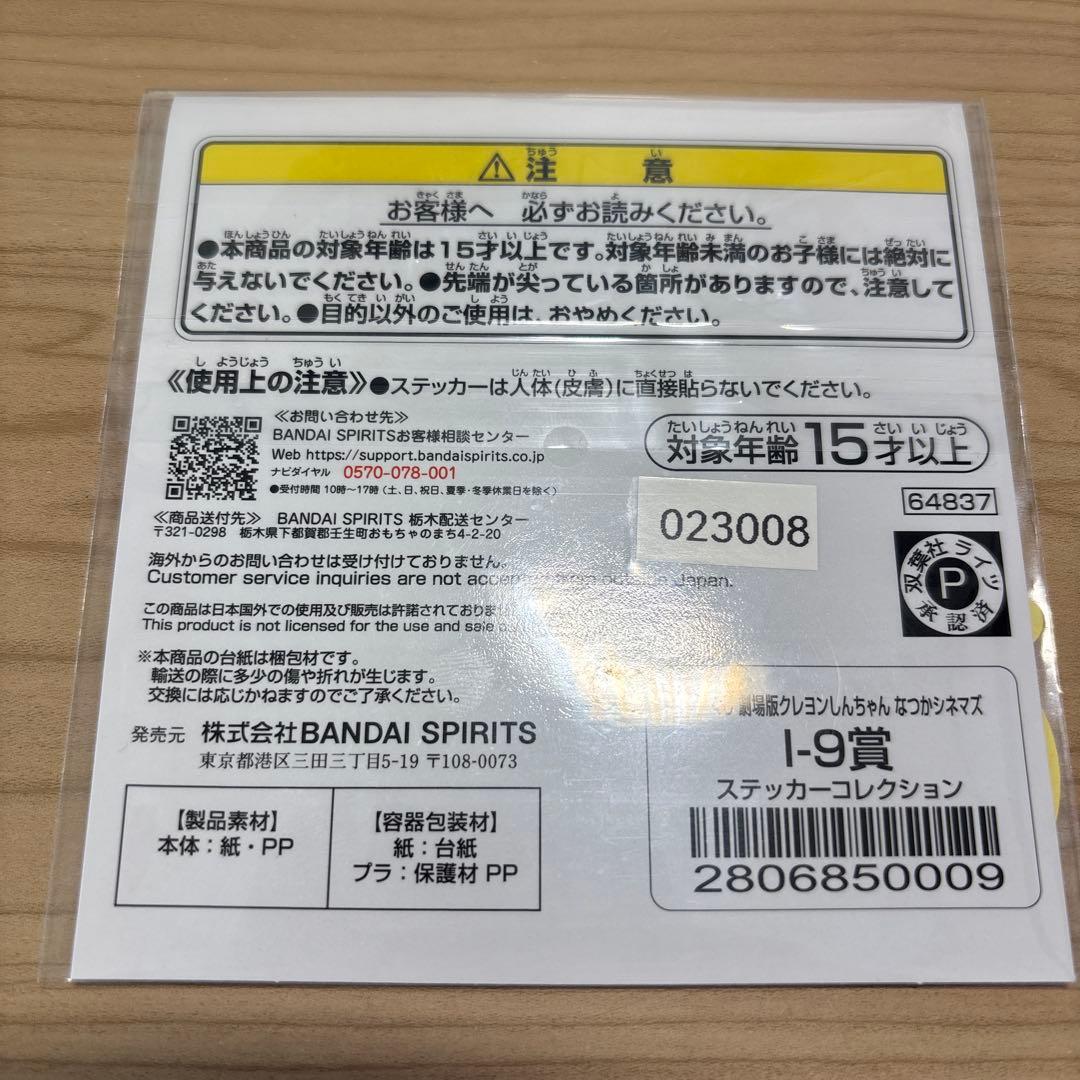 ⚠注 意
お客様へ 必ずお読みください。
●本商品の対象年齢は15才以上です。対象年齢未満のお子様には絶対に
与えないでください。●先端が尖っている箇所がありますので、注意して
ください。●目的以外のご使用は、おやめください。
《使用上の注意》●ステッカーは人体(皮膚)に直接貼らないでください。
≪お問い合わせ先≫
BANDAI SPIRITSお客様相談センター
Web https://support.bandaispirits.co.jp
ナビダイヤル 0570-078-001
●受付時間 10時〜17時 (土、日、祝日、夏季・冬季休業日を除く)
対象年齢15才以上
64837
≪商品送付先≫ BANDAI SPIRITS 栃木配送センター
〒321-0298 栃木県下都賀郡壬生町おもちゃのまち4-2-20
023008
双葉社 ライツ
P
承認済
海外からのお問い合わせは受け付けておりません。
Customer service inquiries are not accepted from outside Japan.
この商品は日本国外での使用及び販売は許諾されておりま
This product is not licensed for the use and sale
※本商品の台紙は梱包材です。
輸送の際に多少の傷や折れが生じます。
交換には応じかねますのでご了承ください。
発売元 株式会社BANDAI SPIRITS
東京都港区三田三丁目5-19 〒108-0073
劇場版クレヨンしんちゃん なつかシネマズ
I-9賞
ステッカーコレクション
2806850009
【製品素材】
本体:紙・PP
【容器包装材】
紙:台紙
プラ:保護材 PP